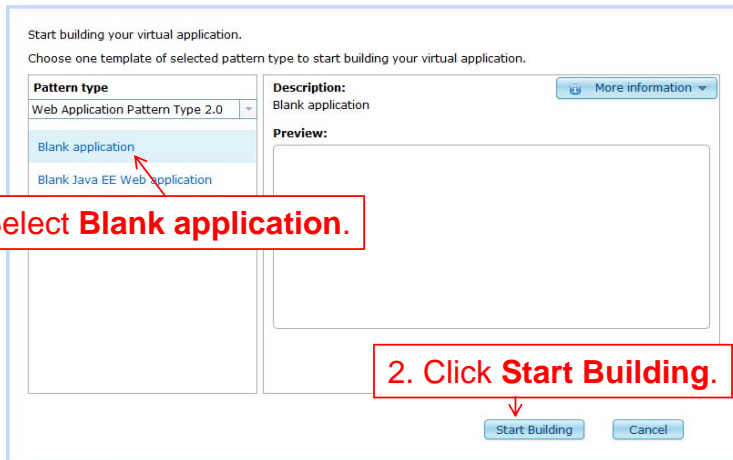 Start building your virtual application.
Choose one template of selected pattern type to start building your virtual application.
Pattern type
Web Application Pattern Type 2.0
Blank application
Blank Java EE Web application
Description:
Blank application
More information
Preview:
elect Blank application.
2. Click Start Building.
Start Building
Cancel